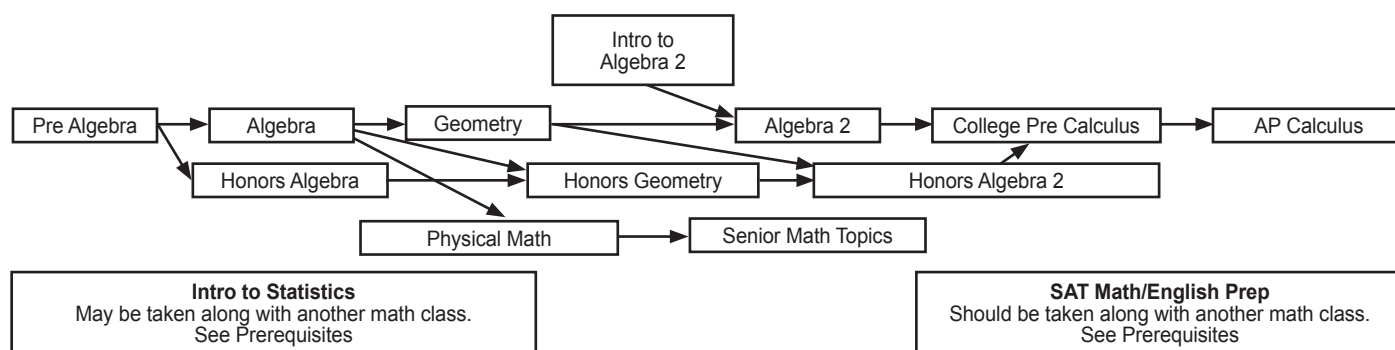 Intro to
Algebra 2
Pre Algebra
Algebra
Geometry
Algebra 2
College Pre Calculus
AP Calculus
Honors Algebra
Honors Geometry
Honors Algebra 2
Physical Math
Senior Math Topics
Intro to Statistics
May be taken along with another math class.
See Prerequisites
SAT Math/English Prep
Should be taken along with another math class.
See Prerequisites